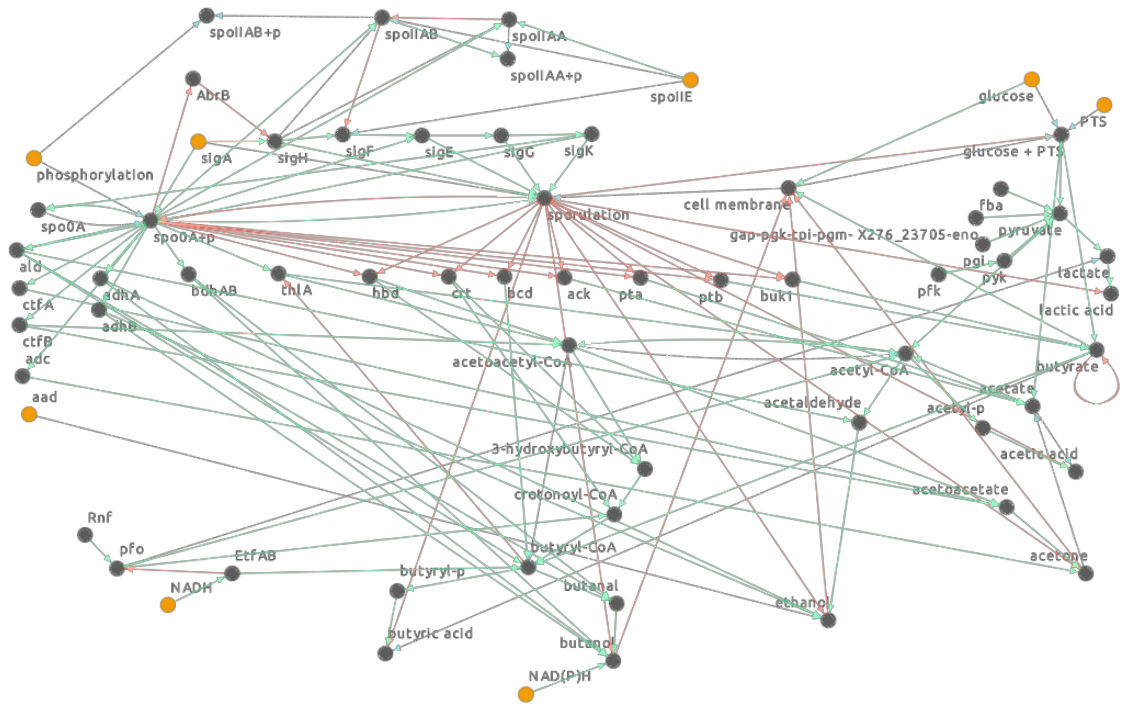 spoIIAB+p
spoIIAB
spoIIAA
spoIIAA+p
AbrB
spoIIE
glucose
PTS
sigA
sigH
sigF
sigE
sigG
sigK
glucose + PTS
phosphorylation
spo0A
spo0A+p
sporulation
cell membrane
fba
pyruvate
gap-pgk-tpi-pgm- X276_23705-eno
pgi
ald
adhA
bdhAB
thlA
hbd
crt
bcd
ack
pta
ptb
buk1
pfk
pyk
lactate
ctfA
adhB
lactic acid
ctfB
adc
acetoacetyl-CoA
acetyl-CoA
butyrate
aad
acetaldehyde
acetate
acetyl-p
3-hydroxybutyryl-CoA
acetic acid
crotonoyl-CoA
acetoacetate
Rnf
pfo
EtfAB
butyryl-CoA
acetone
NADH
butyryl-p
butanal
ethanol
butyric acid
butanol
NAD(P)H